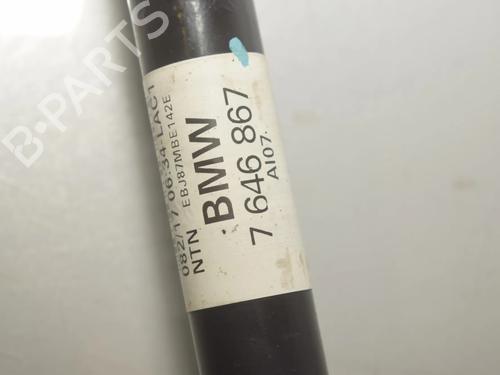 B-PARTS
082/17 06:34 LAC1
EBJ87MBE142E
NTN
BMW
7 646 867
AI07